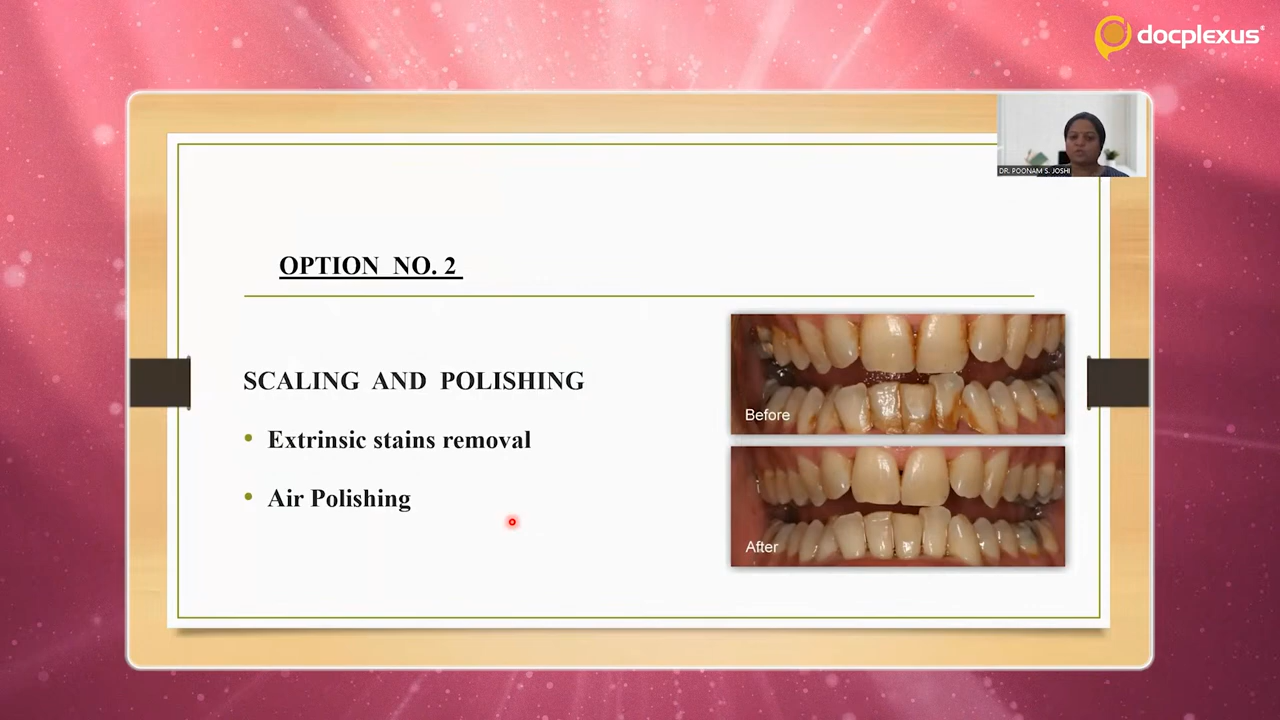 docplexus
DR. POONAM S. JOSHI
OPTION NO. 2
SCALING AND POLISHING
• Extrinsic stains removal
• Air Polishing
Before
After